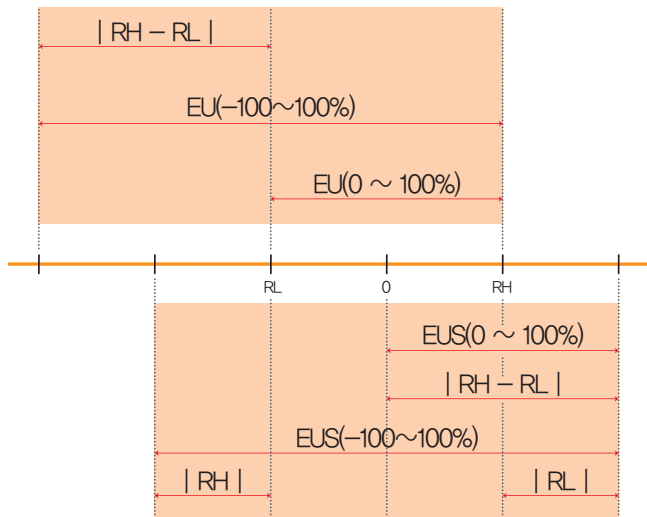 | RH − RL |
EU(−100～100%)
EU(0 ～ 100%)
RL 0 RH
EUS(0 ～ 100%)
| RH − RL |
EUS(−100～100%)
| RH | | RL |